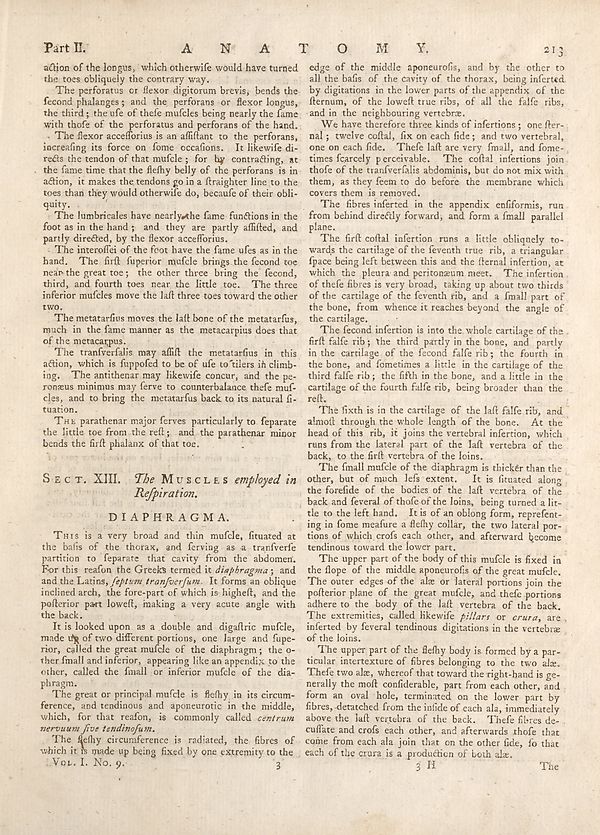 Part II. A N A T O M Y. 213
action of the longus, which otherwiſe would have turned
the toes obliquely the contrary way.
The perforatus or flexor digitorum brevis, bends the
ſecond phalanges; and the perforans or flexor longus,
the third; the uſe of theſe muſcles being nearly the ſame
with thoſe of the perforatus and perforans of the hand.
The flexor acceſſorius is an aſſiſtant to the perforans,
increaſing its force on ſome occaſions. It likewiſe di-
rects the tendon of that muſcle; for by contracting, at
the ſame time that the fleſhy belly of the perforans is in
action, it makes the tendons go in a ſtraighter line to the
toes than they would otherwiſe do, becauſe of their obli-
quity.
The lumbricales have nearly the ſame functions in the
foot as in the hand; and they are partly aſſiſted, and
partly directed, by the flexor acceſſorius.
The interoſſei of the feet have the ſame uſes as in the
hand. The firſt ſuperior muſcle brings the ſecond toe
near the great toe; the other three bring the ſecond,
third, and fourth toes near the little toe. The three
inferior muſcles move the laſt three toes toward the other
two.
The metatarſius moves the laſt bone of the metatarſus,
much in the ſame manner as the metacarpius does that
of the metacarpus.
The tranſverſalis may aſſiſt the metatarſius in this
action, which is ſuppoſed to be of uſe to tilers in climb-
ing. The antithenar may likewiſe concur, and the pe-
ronæus minimus may ſerve to counterbalance theſe muſ-
cles, and to bring the metatarſus back to its natural ſi-
tuation.
THE parathenar major ſerves particularly to ſeparate
the little toe from the reſt; and the parathenar minor
bends the firſt phalanx of that toe.
SECT. XIII. The MUSCLES employed in
Reſpiration.
DIAPHRAGMA.
THIS is a very broad and thin muſcle, ſituated at
the baſis of the thorax, and ſerving as a tranſverſe
partition to ſeparate that cavity from the abdomen.
For this reaſon the Greeks termed it diaphragma; and
and the Latins, ſeptum tranſverſum. It forms an oblique
inclined arch, the fore-part of which is higheſt, and the
poſterior part loweſt, making a very acute angle with
the back.
It is looked upon as a double and digaſtric muſcle,
made up of two different portions, one large and ſupe-
rior, called the great muſcle of the diaphragm; the o-
ther ſmall and inferior, appearing like an appendix to the
other, called the ſmall or inferior muſcle of the dia-
phragm.
The great or principal muſcle is fleſhy in its circum-
ference, and tendinous and aponeurotic in the middle,
which, for that reaſon, is commonly called centrum
nervuum ſive tendinoſum.
The fleſhy circumference is radiated, the fibres of
which it is made up being fixed by one extremity to the
VOL. I. No. 9. 3
edge of the middle aponeuroſis, and by the other to
all the baſis of the cavity of the thorax, being inſerted
by digitations in the lower parts of the appendix of the
ſternum, of the loweſt true ribs, of all the falſe ribs,
and in the neighbouring vertebræ.
We have therefore three kinds of inſertions; one ſter-
nal; twelve coſtal, ſix on each ſide; and two vertebral,
one on each ſide. Theſe laſt are very ſmall, and ſome-
times ſcarcely perceivable. The coſtal inſertions join
thoſe of the tranſverſalis abdominis, but do not mix with
them, as they ſeem to do before the membrane which
covers them is removed.
The fibres inſerted in the appendix enſiformis, run
from behind directly forward, and form a ſmall parallel
plane.
The firſt coſtal inſertion runs a little obliquely to-
wards the cartilage of the ſeventh true rib, a triangular
ſpace being left between this and the ſternal inſertion, at
which the pleura and peritonæum meet. The inſertion
of theſe fibres is very broad, taking up about two thirds
of the cartilage of the ſeventh rib, and a ſmall part of
the bone, from whence it reaches beyond the angle of
the cartilage.
The ſecond inſertion is into the whole cartilage of the
firſt falſe rib; the third partly in the bone, and partly
in the cartilage of the ſecond falſe rib; the fourth in
the bone, and ſometimes a little in the cartilage of the
third falſe rib; the fifth in the bone, and a little in the
cartilage of the fourth falſe rib, being broader than the
reſt.
The ſixth is in the cartilage of the laſt falſe rib, and
almoſt through the whole length of the bone. At the
head of this rib, it joins the vertebral inſertion, which
runs from the lateral part of the laſt vertebra of the
back, to the firſt vertebra of the loins.
The ſmall muſcle of the diaphragm is thicker than the
other, but of much leſs extent. It is ſituated along
the foreſide of the bodies of the laſt vertebra of the
back and ſeveral of thoſe of the loins, being turned a lit-
tle to the left hand. It is of an oblong form, repreſent-
ing in ſome meaſure a fleſhy collar, the two lateral por-
tions of which croſs each other, and afterward become
tendinous toward the lower part.
The upper part of the body of this muſcle is fixed in
the ſlope of the middle aponeuroſis of the great muſcle.
The outer edges of the alæ or lateral portions join the
poſterior plane of the great muſcle, and theſe portions
adhere to the body of the laſt vertebra of the back.
The extremities, called likewiſe pillars or crura, are
inſerted by ſeveral tendinous digitations in the vertebræ
of the loins.
The upper part of the fleſhy body is formed by a par-
ticular intertexture of fibres belonging to the two alæ.
Theſe two alæ, whereof that toward the right-hand is ge-
nerally the moſt conſiderable, part from each other, and
form an oval hole, terminated on the lower part by
fibres, detatched from the inſide of each ala, immediately
above the laſt vertebra of the back. Theſe fibres de-
cuſſate and croſs each other, and afterwards thoſe that
come from each ala join that on the other ſide, ſo that
each of the crura is a production of both alæ.
3 H The